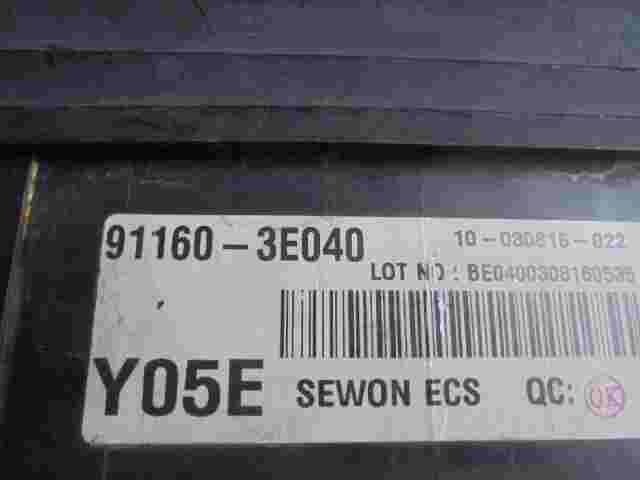 91160-3E040
10-030816-022
LOT NO : BE0400308160535
Y05E
SEWON ECS
QC: OK